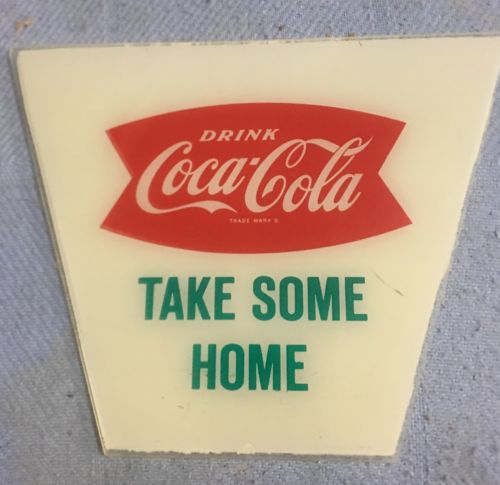 DRINK
Coca-Cola
TRADE MARK ®
TAKE SOME
HOME